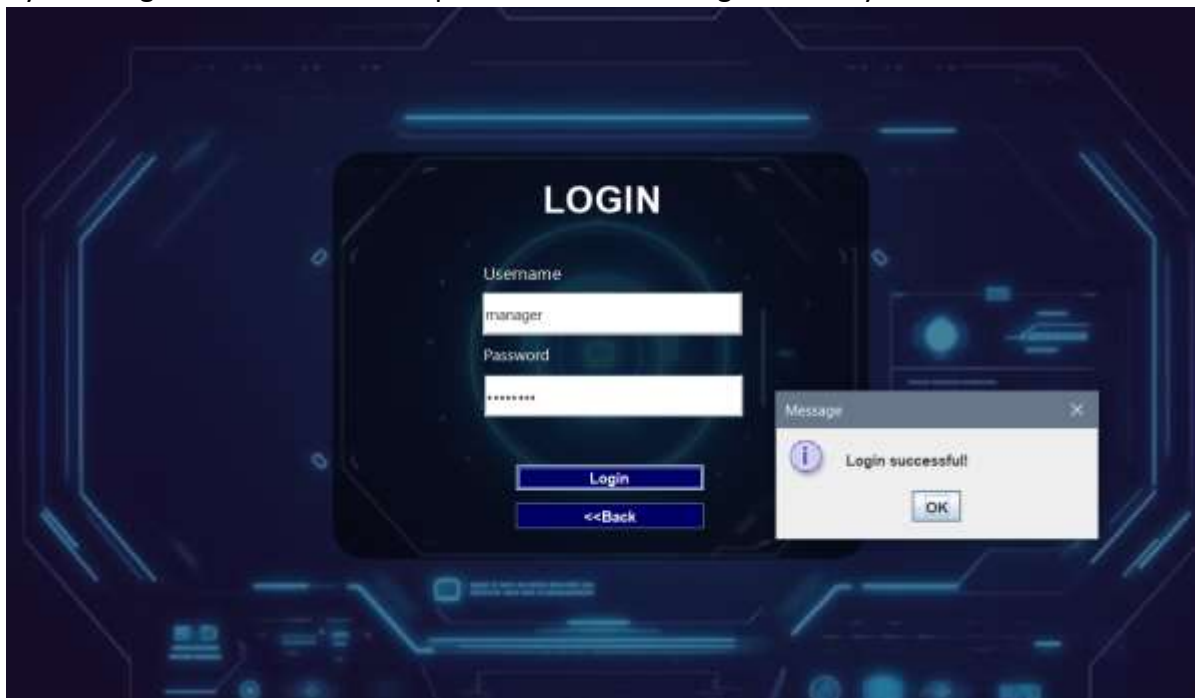 LOGIN
Username
manager
Password
••••••••
Message
Login successful!
OK
Login
<<Back